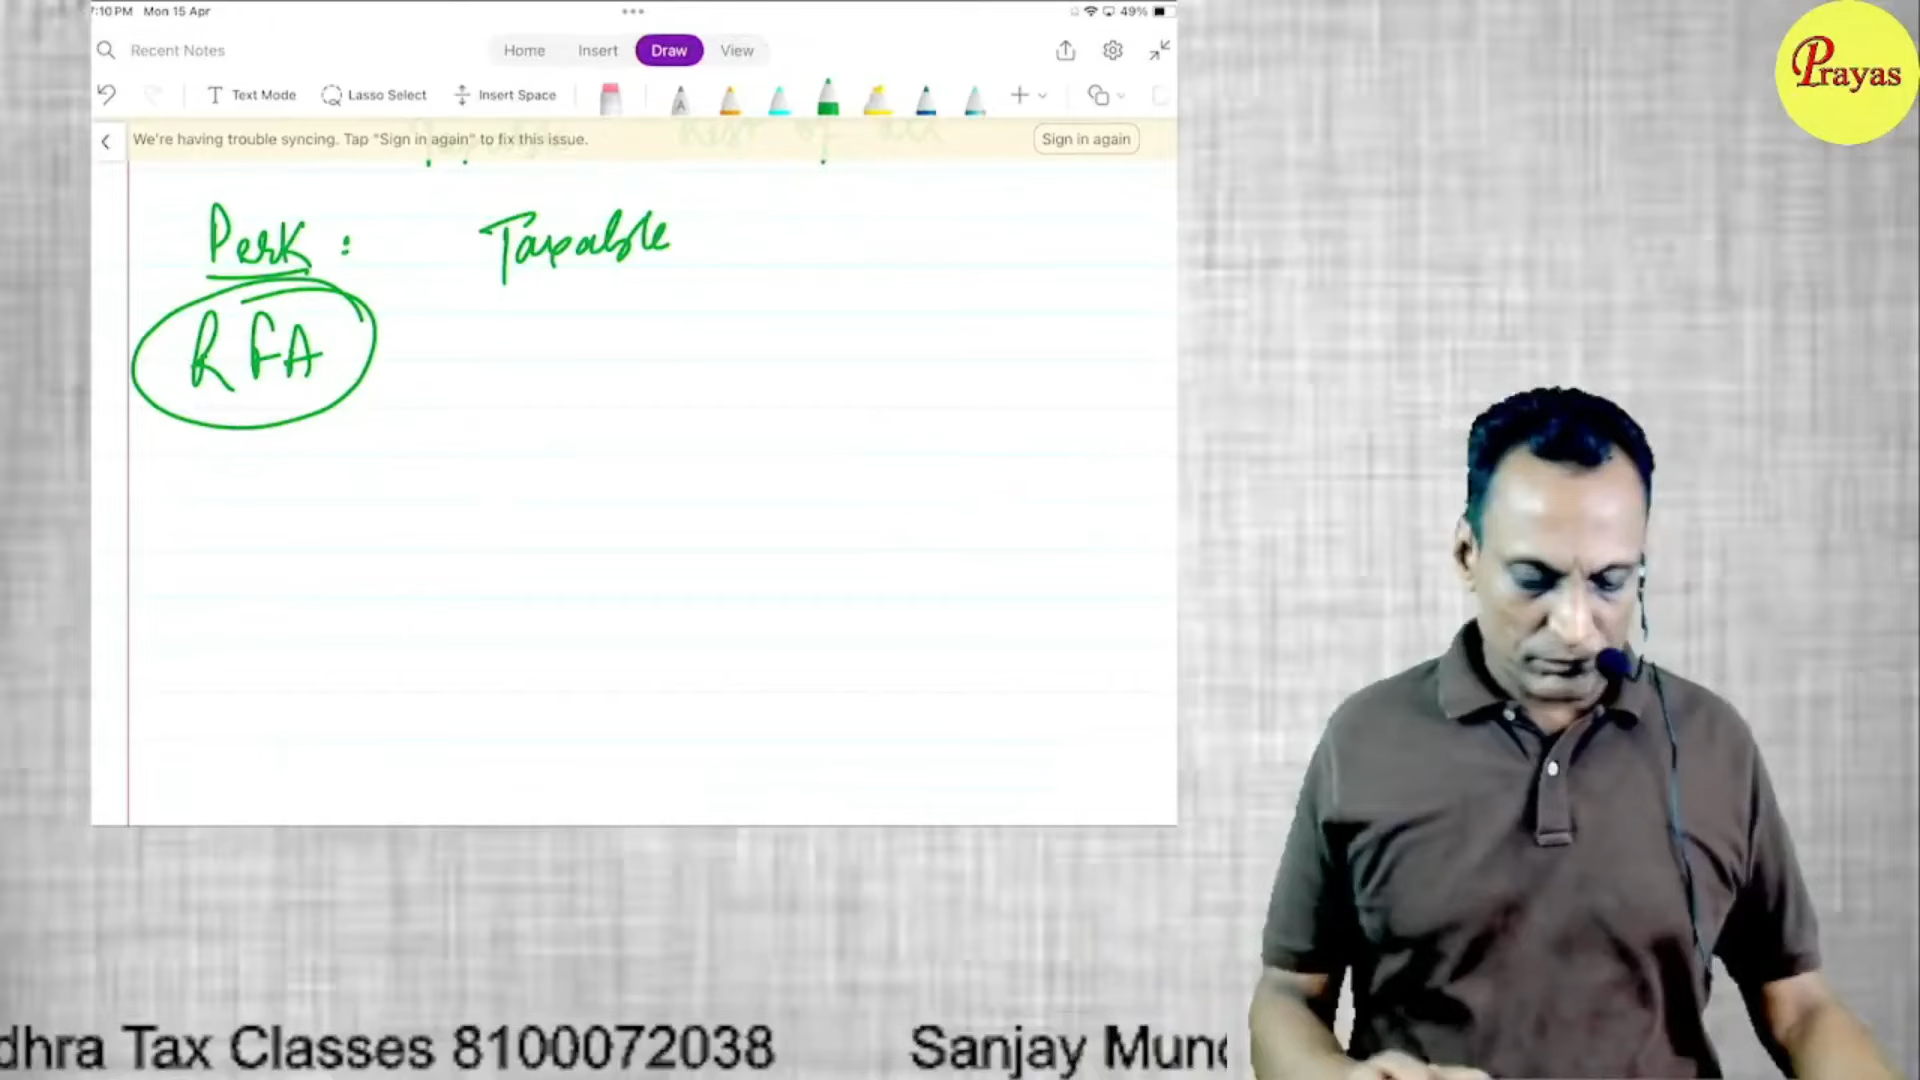 :10 PM Mon 15 Apr
49%
Recent Notes
Home Insert Draw View
Text Mode Lasso Select Insert Space
We're having trouble syncing. Tap "Sign in again" to fix this issue.
Sign in again
Perk : Taxable
RFA
Prayas
dhra Tax Classes 8100072038 Sanjay Mund